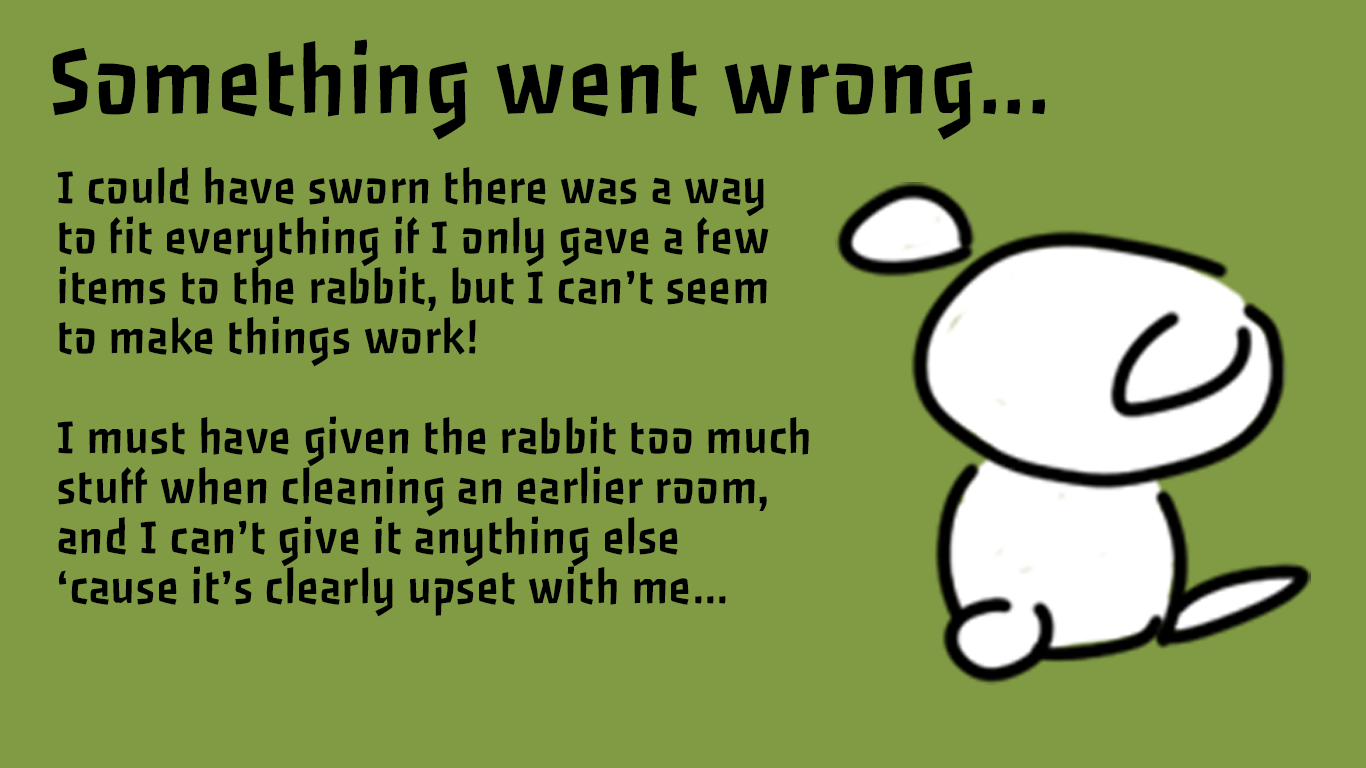 Something went wrong...
I could have sworn there was a way
to fit everything if I only gave a few
items to the rabbit, but I can’t seem
to make things work!
I must have given the rabbit too much
stuff when cleaning an earlier room,
and I can’t give it anything else
‘cause it’s clearly upset with me...